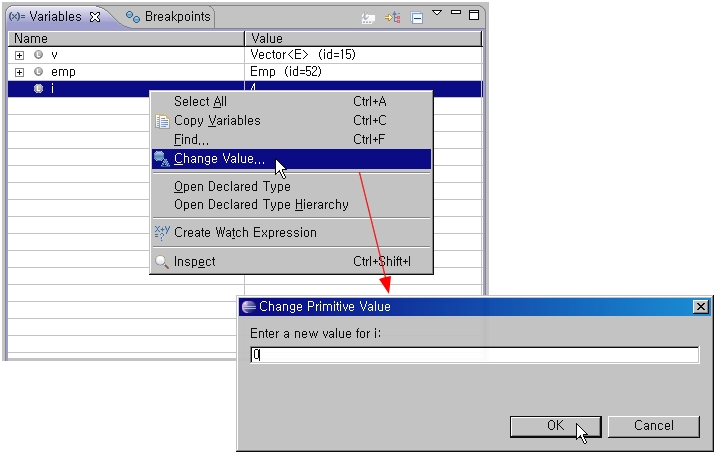 (x)= Variables Breakpoints
Name Value
v Vector<E> (id=15)
emp Emp (id=52)
i 4
Select All Ctrl+A
Copy Variables Ctrl+C
Find... Ctrl+F
Change Value...
Open Declared Type
Open Declared Type Hierarchy
x+y=? Create Watch Expression
Inspect Ctrl+Shift+I
Change Primitive Value
Enter a new value for i:
0
OK Cancel